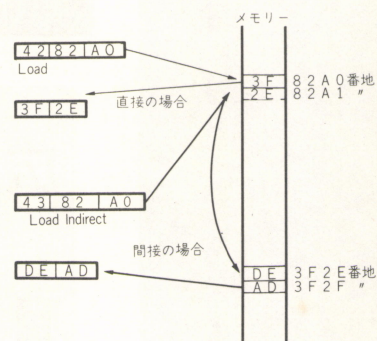 メモリー
42 82 A0
Load
3F 82A0番地
2E 82A1 〃
直接の場合
3F 2E
43 82 A0
Load Indirect
間接の場合
DE AD
DE 3F2E番地
AD 3F2F 〃